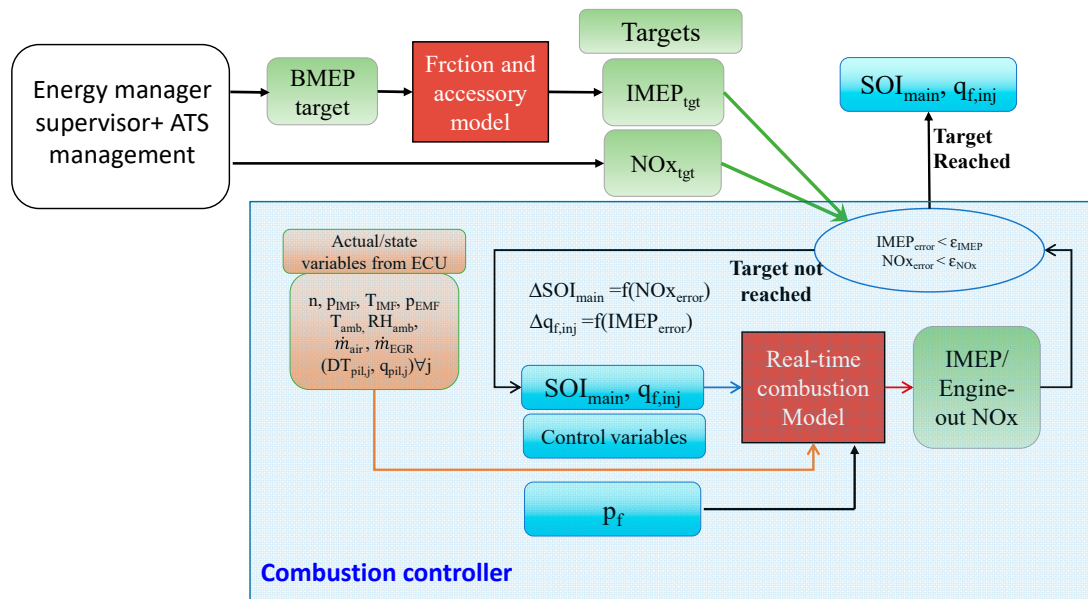 Energy manager
supervisor+ ATS
management
BMEP
target
Frction and
accessory
model
Targets
IMEPtgt
NOxtgt
SOImain, qf,inj
Target
Reached
Actual/state
variables from ECU
n, pIMF, TIMF, pEMF
Tamb, RHamb,
ṁair , ṁEGR
(DTpil,j, qpil,j)∀j
IMEPerror < εIMEP
NOxerror < εNOx
Target not
reached
ΔSOImain =f(NOxerror)
Δqf,inj =f(IMEPerror)
SOImain, qf,inj
Control variables
Real-time
combustion
Model
IMEP/
Engine-
out NOx
pf
Combustion controller